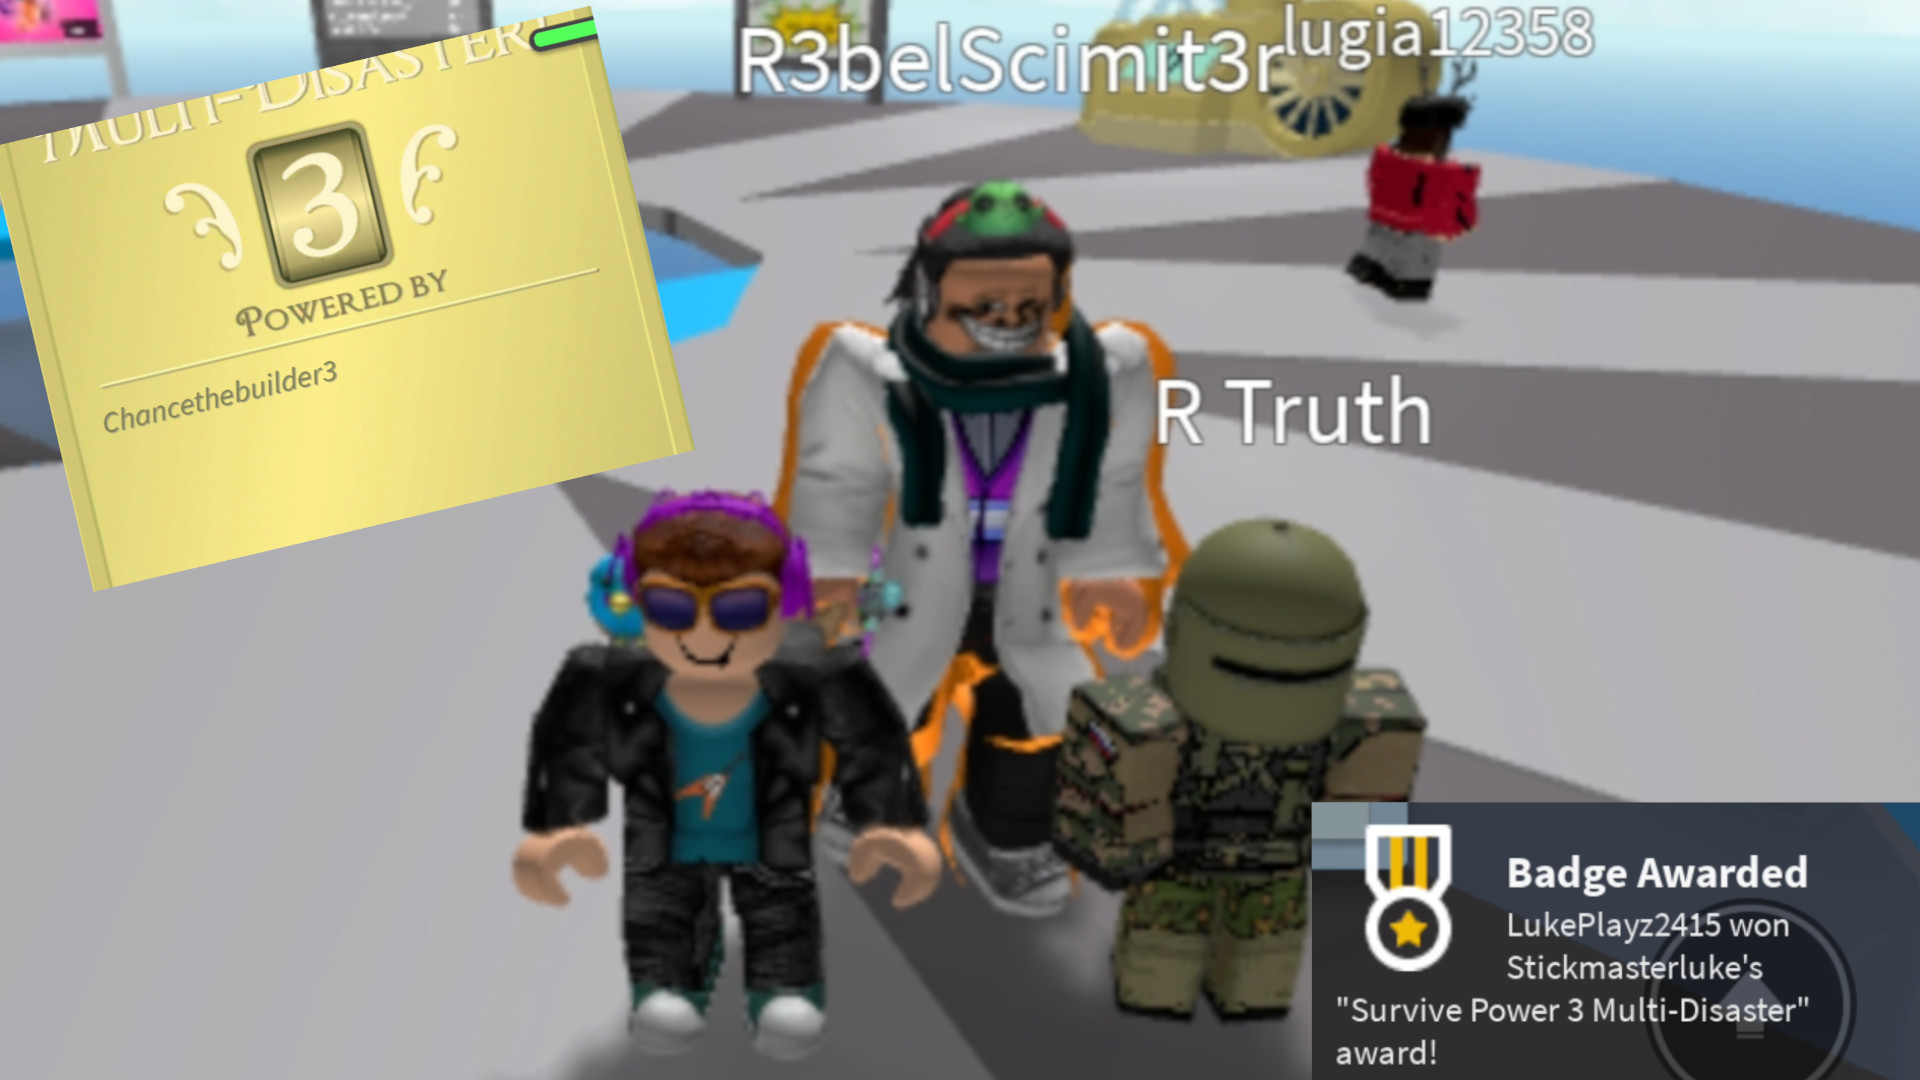 R3belScimit3r
lugia12358
MULTI-DISASTER
3
POWERED BY
Chancethebuilder3
R Truth
Badge Awarded
LukePlayz2415 won
Stickmasterluke's
"Survive Power 3 Multi-Disaster"
award!